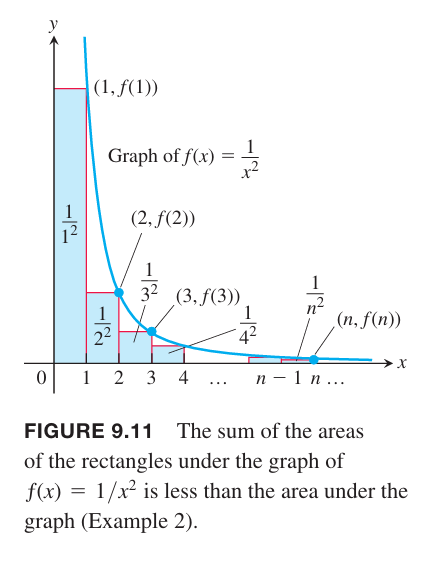 y
(1, f(1))
Graph of f(x) = 1/x²
1/1²
(2, f(2))
1/3²
(3, f(3))
1/n²
1/2²
1/4²
(n, f(n))
x
0 1 2 3 4 ... n − 1 n ...
FIGURE 9.11 The sum of the areas
of the rectangles under the graph of
f(x) = 1/x² is less than the area under the
graph (Example 2).